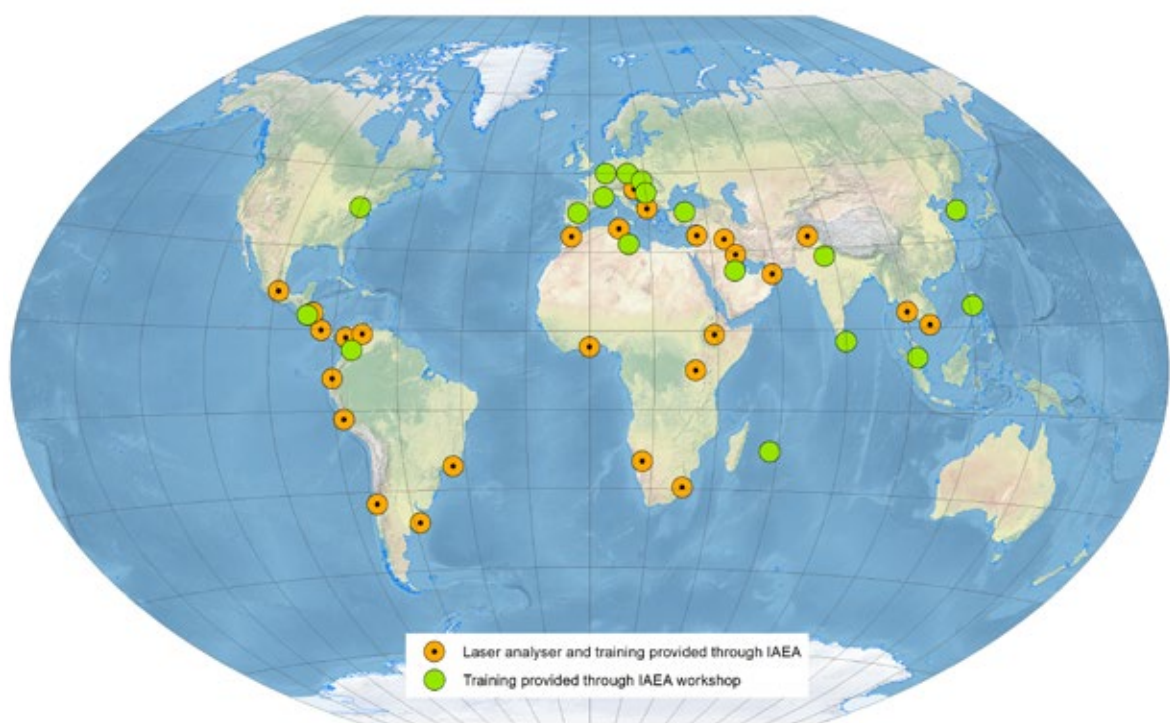 Laser analyser and training provided through IAEA
Training provided through IAEA workshop